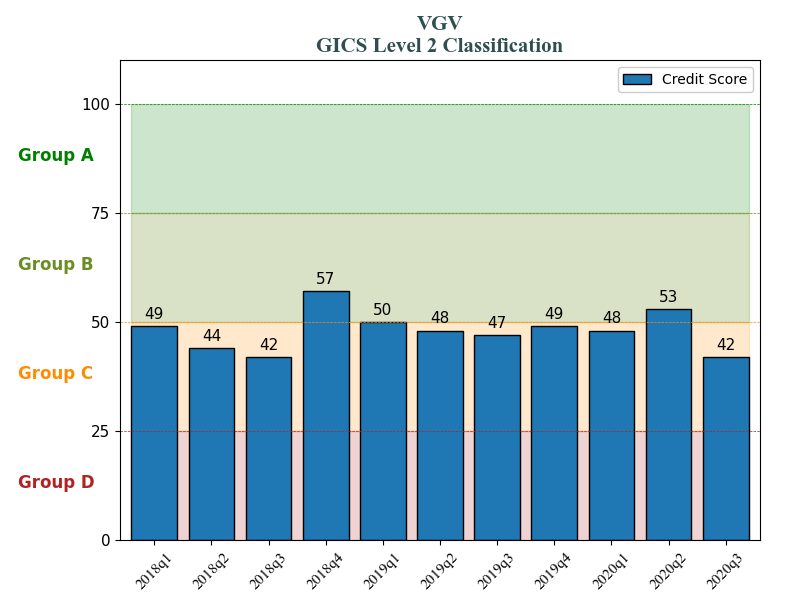 VGV
GICS Level 2 Classification
Credit Score
100
Group A
75
Group B
57
53
50
49
50
48
47
49
48
44
42
42
50
Group C
25
Group D
0
2018q1
2018q2
2018q3
2018q4
2019q1
2019q2
2019q3
2019q4
2020q1
2020q2
2020q3